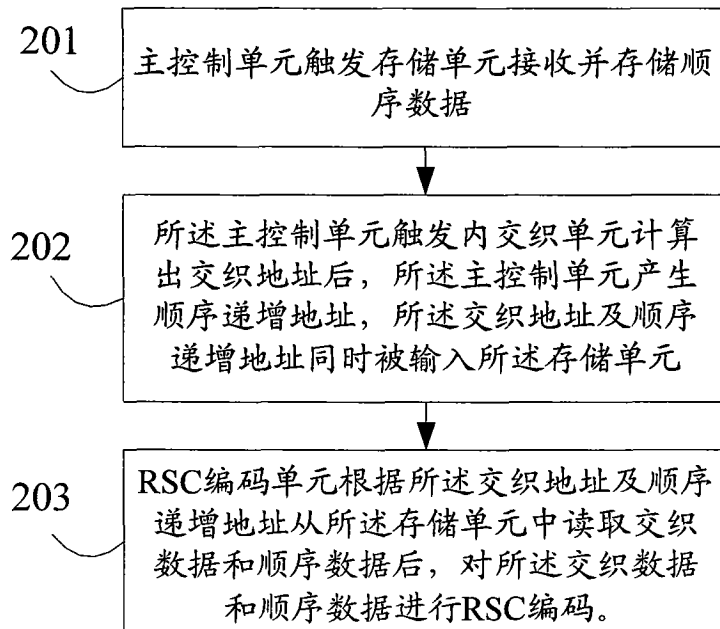 201
主控制单元触发存储单元接收并存储顺
序数据
202
所述主控制单元触发内交织单元计算
出交织地址后，所述主控制单元产生
顺序递增地址，所述交织地址及顺序
递增地址同时被输入所述存储单元
203
RSC编码单元根据所述交织地址及顺序
递增地址从所述存储单元中读取交织
数据和顺序数据后，对所述交织数据
和顺序数据进行RSC编码。